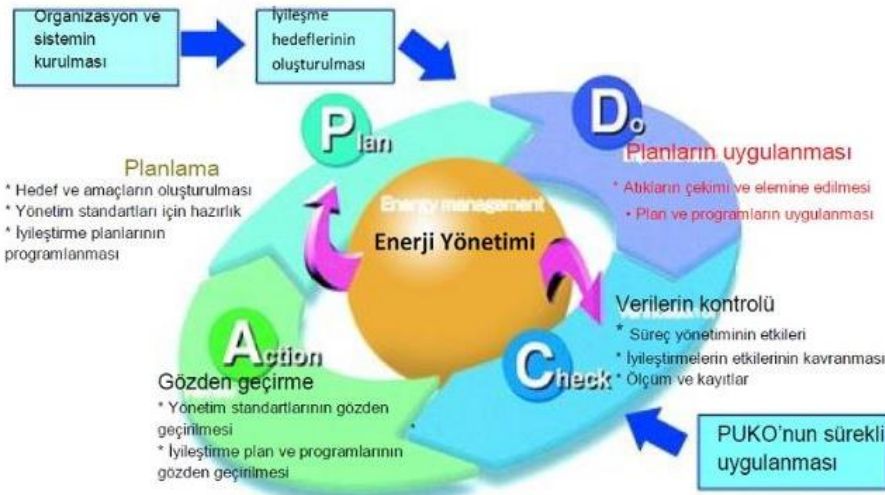 Organizasyon ve
sistemin
kurulması
İyileşme
hedeflerinin
oluşturulması
Plan
Do
Planlama
* Hedef ve amaçların oluşturulması
* Yönetim standartları için hazırlık
* İyileştirme planlarının
programlanması
Planların uygulanması
* Atıkların çekimi ve elemine edilmesi
• Plan ve programların uygulanması
Energy management
Enerji Yönetimi
Verilerin kontrolü
* Süreç yönetiminin etkileri
* İyileştirmelerin etkilerinin kavranması
* Ölçüm ve kayıtlar
Action
Check
Gözden geçirme
* Yönetim standartlarının gözden
geçirilmesi
* İyileştirme plan ve programlarının
gözden geçirilmesi
PUKO'nun sürekli
uygulanması